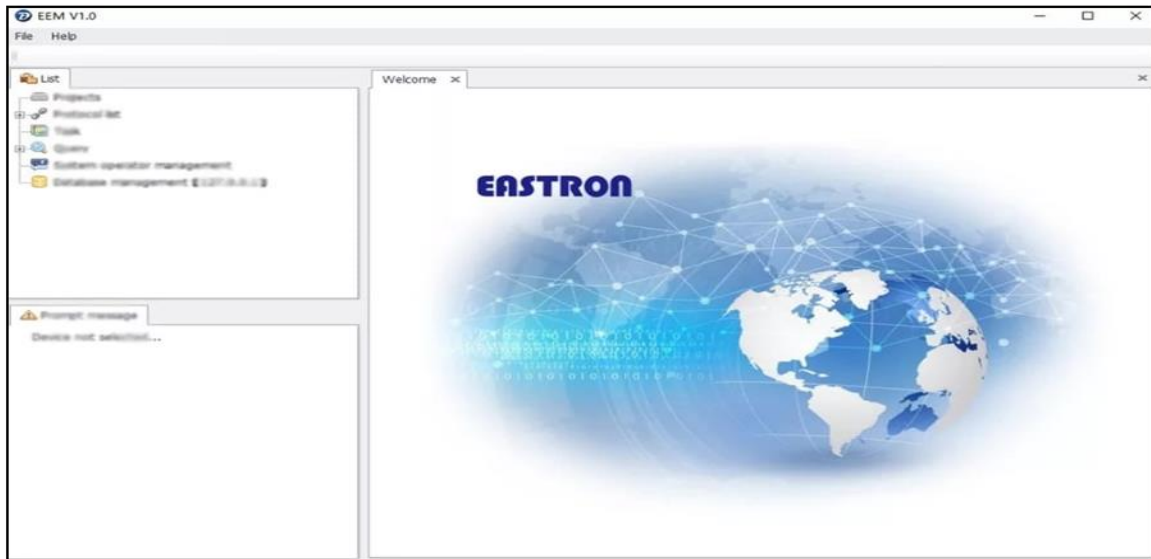 EEM V1.0
File Help
List
Projects
Protocol list
Task
Query
System operator management
Database management
Prompt message
Device not selected...
Welcome
EASTRON